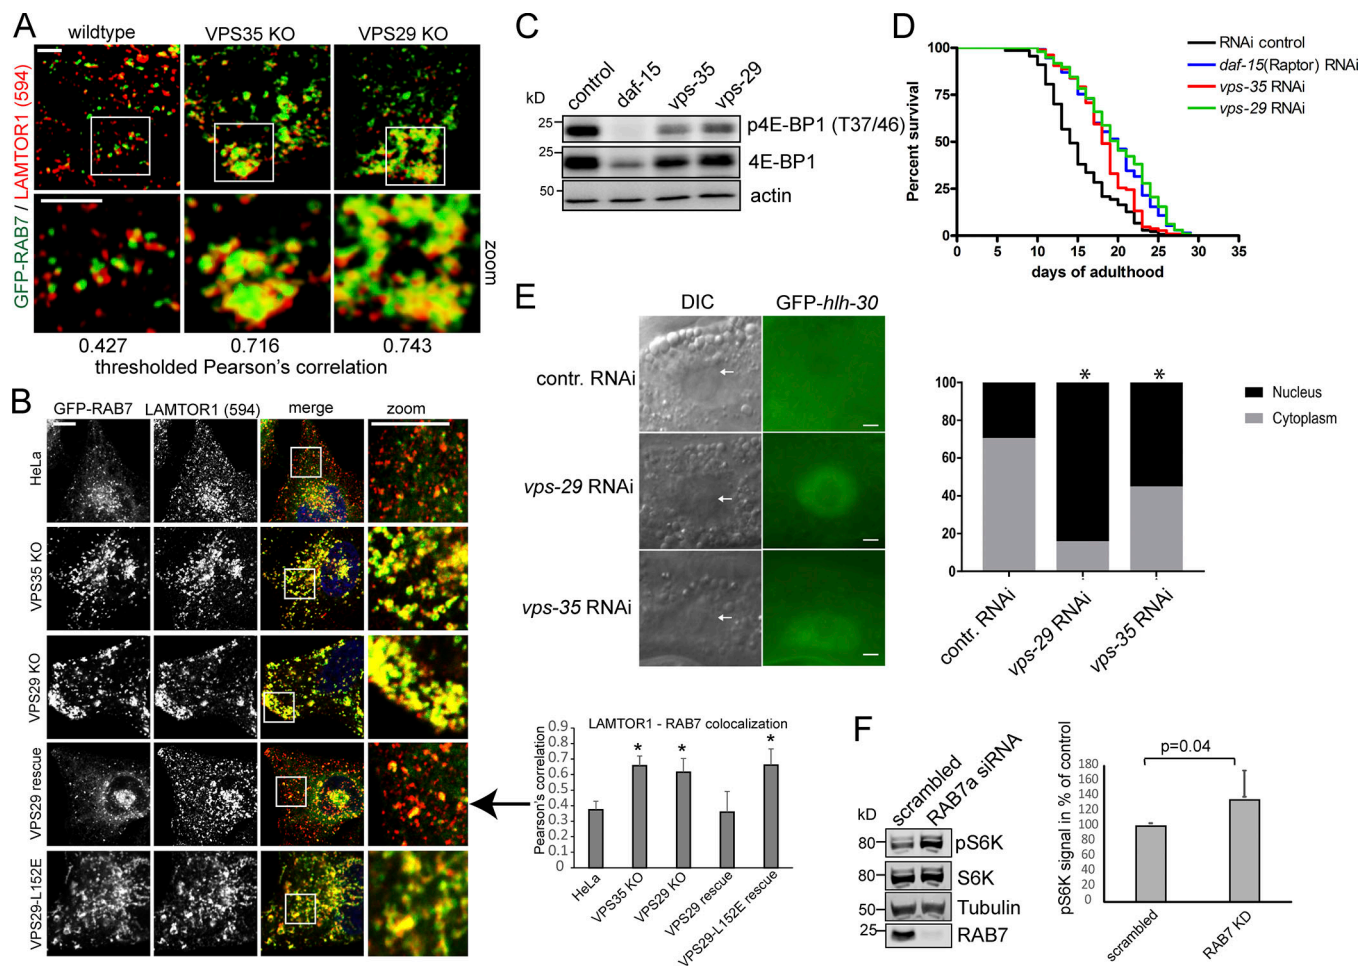 A
wildtype
VPS35 KO
VPS29 KO
GFP-RAB7 / LAMTOR1 (594)
zoom
0.427
0.716
0.743
thresholded Pearson's correlation
B
GFP-RAB7
LAMTOR1 (594)
merge
zoom
HeLa
VPS35 KO
VPS29 KO
VPS29 rescue
VPS29-L152E
LAMTOR1 - RAB7 colocalization
Pearson's correlation
0.9
0.8
0.7
0.6
0.5
0.4
0.3
0.2
0.1
0
*
*
*
HeLa
VPS35 KO
VPS29 KO
VPS29 rescue
VPS29-L152E rescue
C
kD
control
daf-15
vps-35
vps-29
25
p4E-BP1 (T37/46)
25
4E-BP1
50
actin
D
RNAi control
daf-15(Raptor) RNAi
vps-35 RNAi
vps-29 RNAi
Percent survival
100
75
50
25
0
0
5
10
15
20
25
30
35
days of adulthood
E
DIC
GFP-hlh-30
contr. RNAi
vps-29 RNAi
vps-35 RNAi
*
*
100
80
60
40
20
0
Nucleus
Cytoplasm
contr. RNAi
vps-29 RNAi
vps-35 RNAi
F
kD
scrambled
RAB7a siRNA
80
pS6K
80
S6K
50
Tubulin
25
RAB7
p=0.04
pS6K signal in % of control
180
160
140
120
100
80
60
40
20
0
scrambled
RAB7 KD